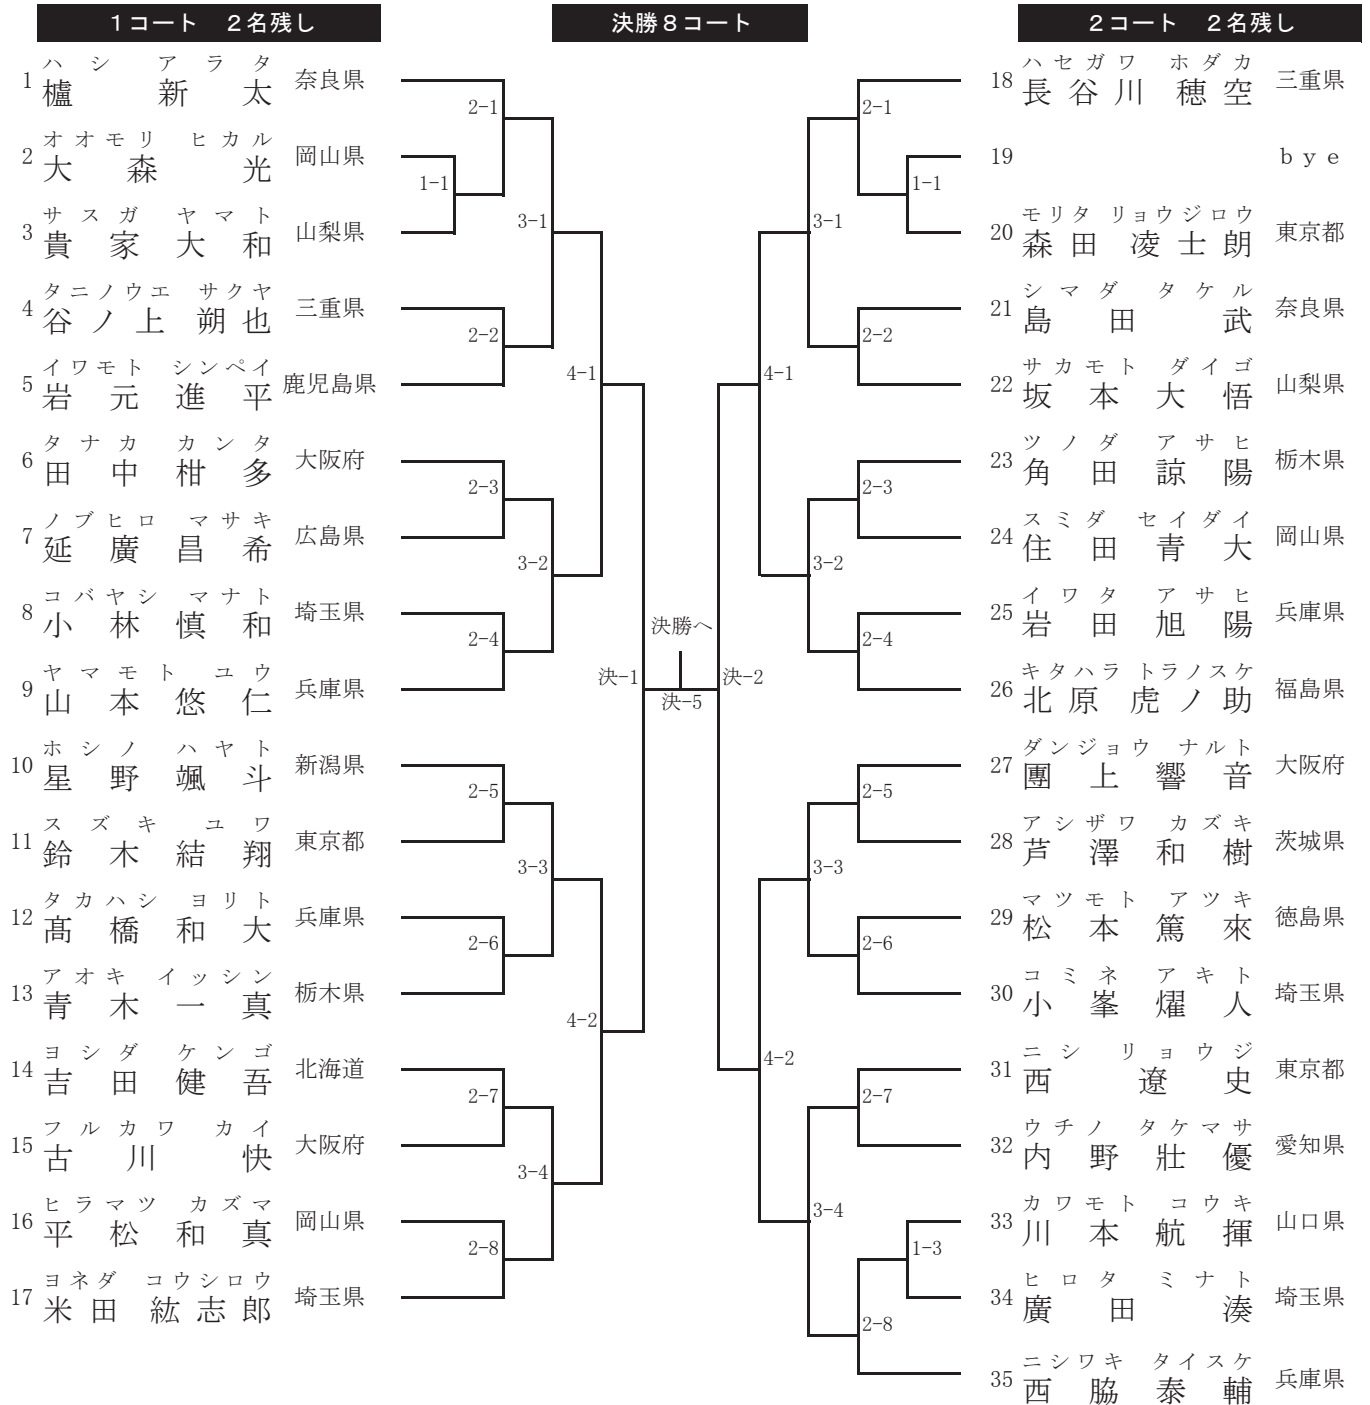 1コート　2名残し
ハシ　アラタ
1 櫨　新太 奈良県
オオモリ　ヒカル
2 大森　光 岡山県
サスガ　ヤマト
3 貴家大和 山梨県
タニノウエ　サクヤ
4 谷ノ上　朔也 三重県
イワモト　シンペイ
5 岩元進平 鹿児島県
タナカ　カンタ
6 田中柑多 大阪府
ノブヒロ　マサキ
7 延廣昌希 広島県
コバヤシ　マナト
8 小林慎和 埼玉県
ヤマモト　ユウ
9 山本悠仁 兵庫県
ホシノ　ハヤト
10 星野颯斗 新潟県
スズキ　ユワ
11 鈴木結翔 東京都
タカハシ　ヨリト
12 髙橋和大 兵庫県
アオキ　イッシン
13 青木一真 栃木県
ヨシダ　ケンゴ
14 吉田健吾 北海道
フルカワ　カイ
15 古川　快 大阪府
ヒラマツ　カズマ
16 平松和真 岡山県
ヨネダ　コウシロウ
17 米田　紘志郎 埼玉県
1-1
2-1
2-2
2-3
2-4
2-5
2-6
2-7
2-8
3-1
3-2
3-3
3-4
4-1
4-2
決勝8コート
決勝へ
決-1
決-5
決-2
2コート　2名残し
ハセガワ　ホダカ
18 長谷川　穂空 三重県
19 bye
モリタ　リョウジロウ
20 森田　凌士朗 東京都
シマダ　タケル
21 島田　武 奈良県
サカモト　ダイゴ
22 坂本大悟 山梨県
ツノダ　アサヒ
23 角田諒陽 栃木県
スミダ　セイダイ
24 住田青大 岡山県
イワタ　アサヒ
25 岩田旭陽 兵庫県
キタハラ　トラノスケ
26 北原　虎ノ助 福島県
ダンジョウ　ナルト
27 團上響音 大阪府
アシザワ　カズキ
28 芦澤和樹 茨城県
マツモト　アツキ
29 松本篤來 徳島県
コミネ　アキト
30 小峯燿人 埼玉県
ニシ　リョウジ
31 西　遼史 東京都
ウチノ　タケマサ
32 内野壯優 愛知県
カワモト　コウキ
33 川本航揮 山口県
ヒロタ　ミナト
34 廣田　湊 埼玉県
ニシワキ　タイスケ
35 西脇泰輔 兵庫県
1-1
1-3
2-1
2-2
2-3
2-4
2-5
2-6
2-7
2-8
3-1
3-2
3-3
3-4
4-1
4-2